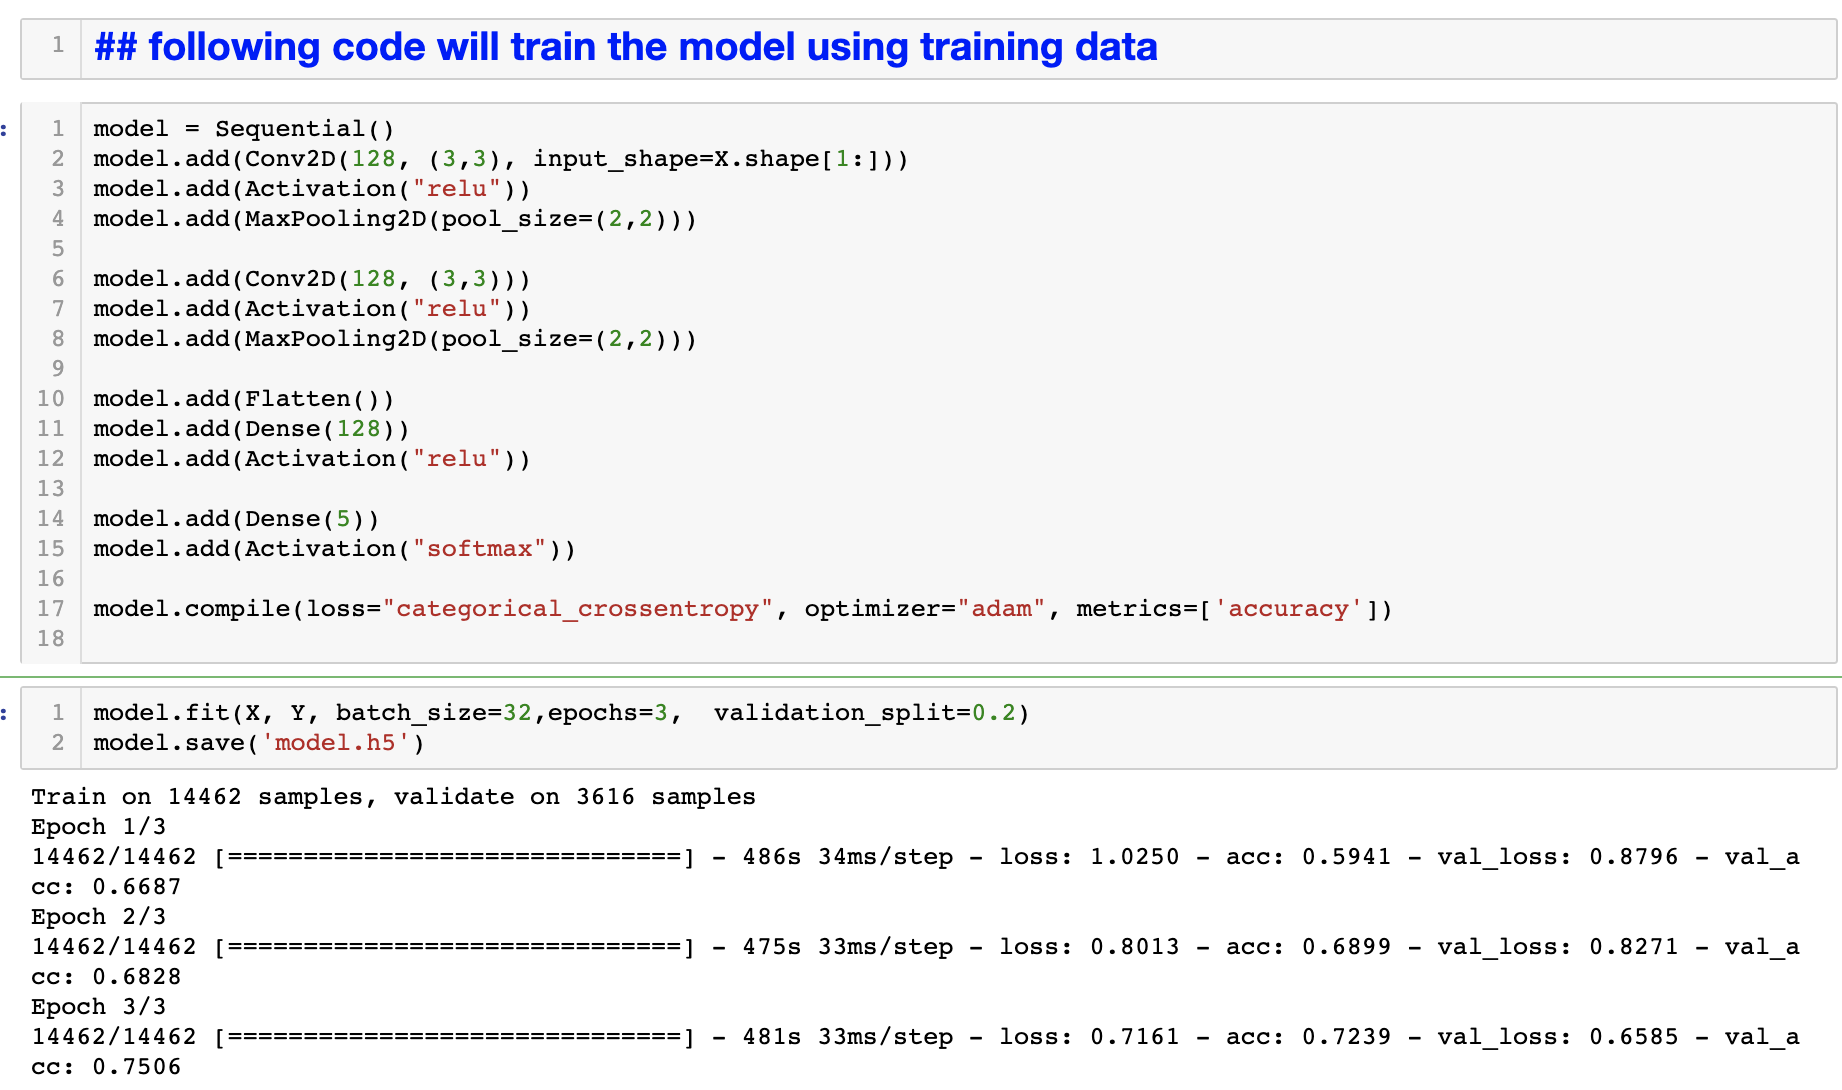 1 ## following code will train the model using training data
: 1 model = Sequential()
2 model.add(Conv2D(128, (3,3), input_shape=X.shape[1:]))
3 model.add(Activation("relu"))
4 model.add(MaxPooling2D(pool_size=(2,2)))
5
6 model.add(Conv2D(128, (3,3)))
7 model.add(Activation("relu"))
8 model.add(MaxPooling2D(pool_size=(2,2)))
9
10 model.add(Flatten())
11 model.add(Dense(128))
12 model.add(Activation("relu"))
13
14 model.add(Dense(5))
15 model.add(Activation("softmax"))
16
17 model.compile(loss="categorical_crossentropy", optimizer="adam", metrics=['accuracy'])
18
: 1 model.fit(X, Y, batch_size=32,epochs=3,  validation_split=0.2)
2 model.save('model.h5')
Train on 14462 samples, validate on 3616 samples
Epoch 1/3
14462/14462 [==============================] - 486s 34ms/step - loss: 1.0250 - acc: 0.5941 - val_loss: 0.8796 - val_a
cc: 0.6687
Epoch 2/3
14462/14462 [==============================] - 475s 33ms/step - loss: 0.8013 - acc: 0.6899 - val_loss: 0.8271 - val_a
cc: 0.6828
Epoch 3/3
14462/14462 [==============================] - 481s 33ms/step - loss: 0.7161 - acc: 0.7239 - val_loss: 0.6585 - val_a
cc: 0.7506